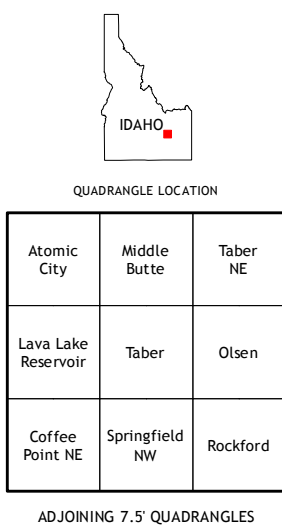 IDAHO
QUADRANGLE LOCATION
Atomic
City
Middle
Butte
Taber
NE
Lava Lake
Reservoir
Taber
Olsen
Coffee
Point NE
Springfield
NW
Rockford
ADJOINING 7.5' QUADRANGLES